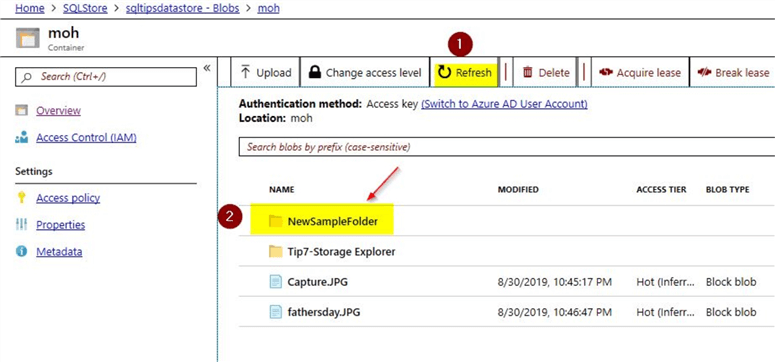 Home > SQLStore > sqltipsdatastore - Blobs > moh
moh
Container
1
Search (Ctrl+/)
«
Upload
Change access level
Refresh
Delete
Acquire lease
Break lease
Overview
Access Control (IAM)
Settings
Access policy
Properties
Metadata
Authentication method: Access key (Switch to Azure AD User Account)
Location: moh
Search blobs by prefix (case-sensitive)
NAME MODIFIED ACCESS TIER BLOB TYPE
2 NewSampleFolder
Tip7-Storage Explorer
Capture.JPG 8/30/2019, 10:45:17 PM Hot (Inferr... Block blob
fathersday.JPG 8/30/2019, 10:46:47 PM Hot (Inferr... Block blob